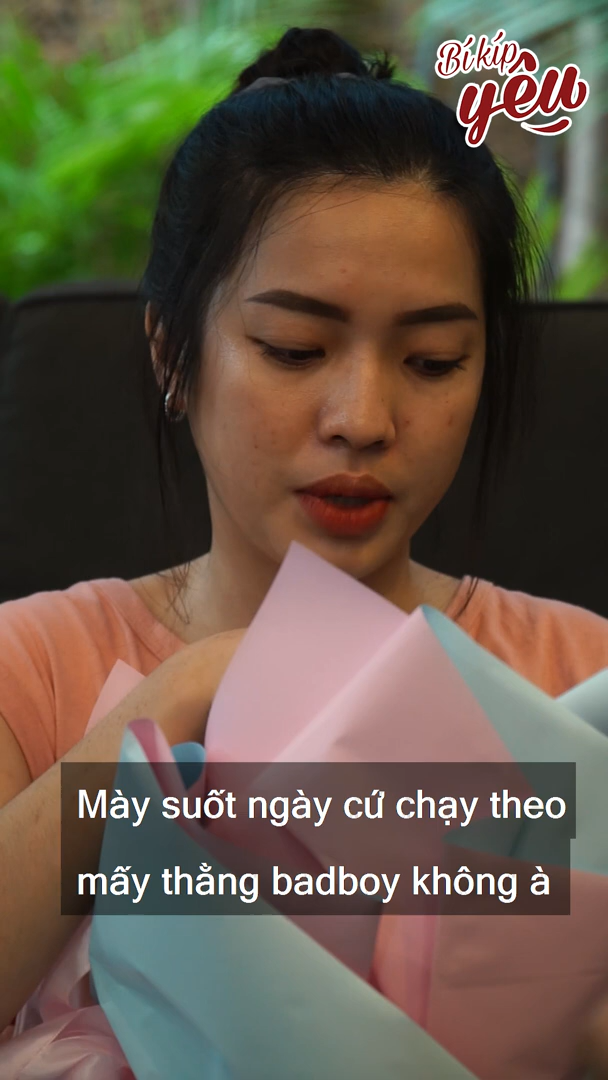 Bí kíp
yêu
Mày suốt ngày cứ chạy theo
mấy thằng badboy không à